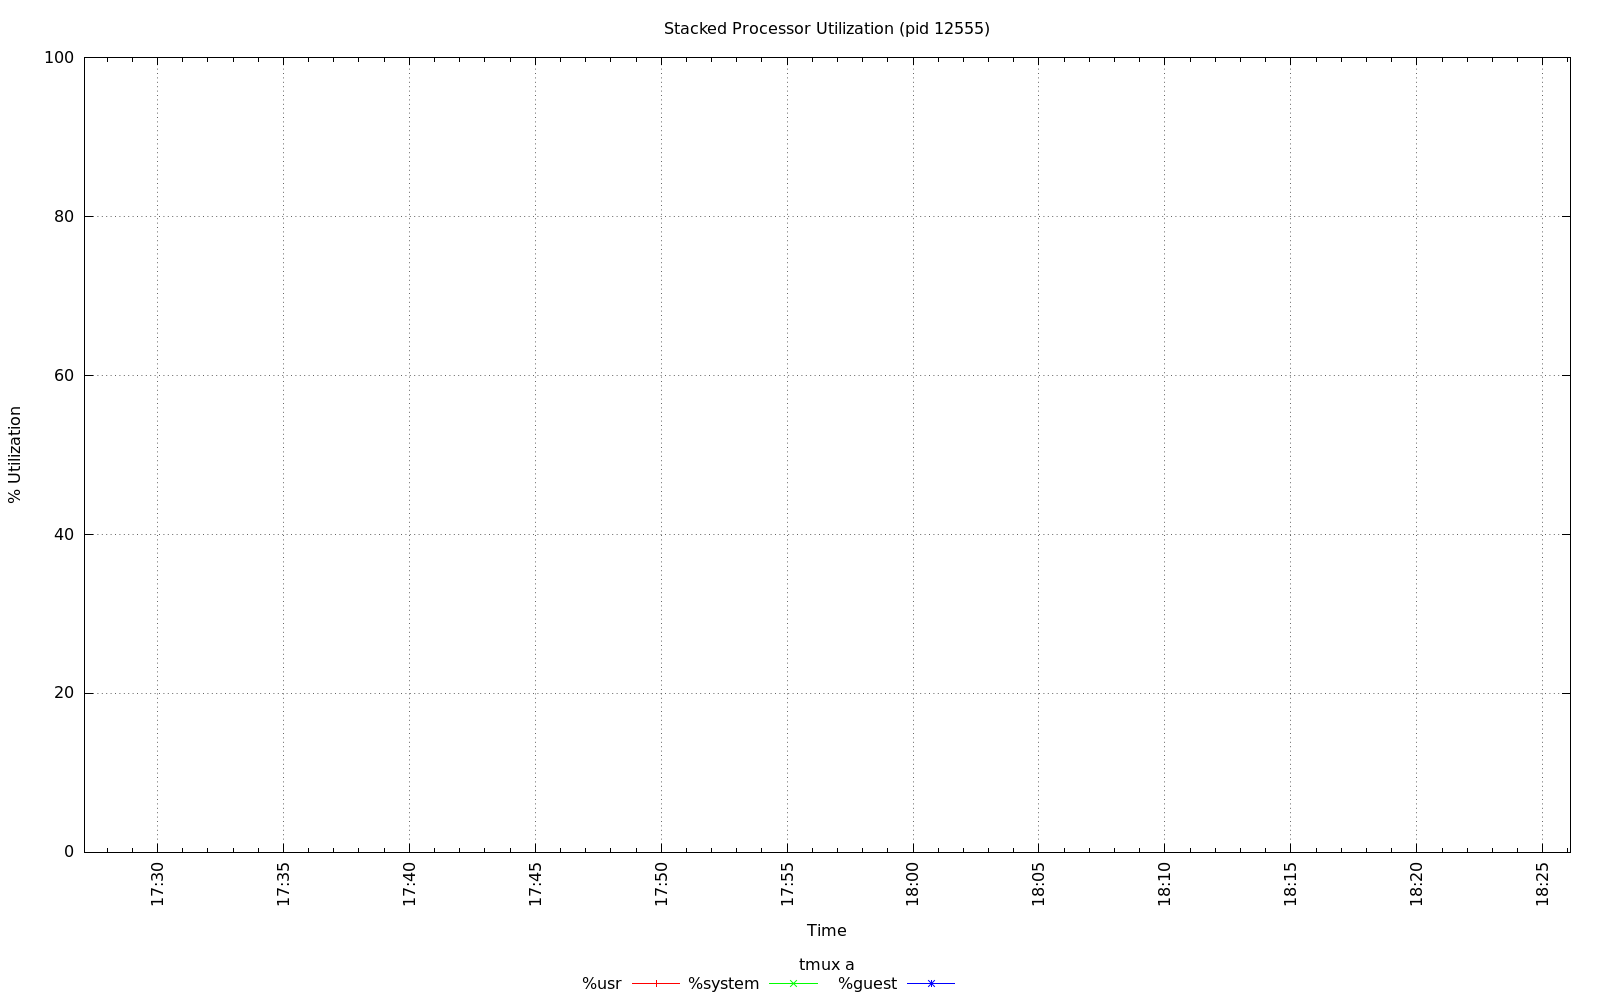 Stacked Processor Utilization (pid 12555)
100
80
60
40
20
0
% Utilization
17:30 17:35 17:40 17:45 17:50 17:55 18:00 18:05 18:10 18:15 18:20 18:25
Time
tmux a
%usr %system %guest